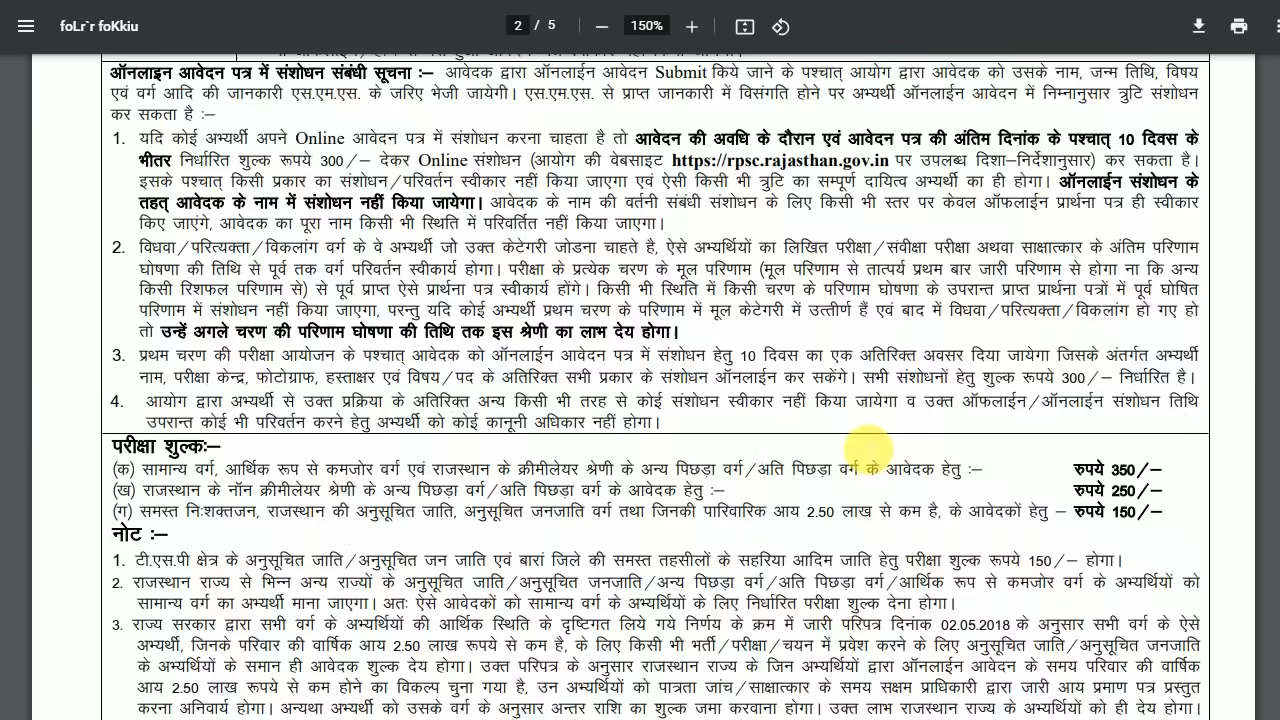 foLr`r foKkiu
2 / 5
150%
ऑनलाइन आवेदन पत्र में संशोधन संबंधी सूचना :– आवेदक द्वारा ऑनलाईन आवेदन Submit किये जाने के पश्चात् आयोग द्वारा आवेदक को उसके नाम, जन्म तिथि, विषय
एवं वर्ग आदि की जानकारी एस.एम.एस. के जरिए भेजी जायेगी। एस.एम.एस. से प्राप्त जानकारी में विसंगति होने पर अभ्यर्थी ऑनलाईन आवेदन में निम्नानुसार त्रुटि संशोधन
कर सकता है :–
1. यदि कोई अभ्यर्थी अपने Online आवेदन पत्र में संशोधन करना चाहता है तो आवेदन की अवधि के दौरान एवं आवेदन पत्र की अंतिम दिनांक के पश्चात् 10 दिवस के
भीतर निर्धारित शुल्क रूपये 300/– देकर Online संशोधन (आयोग की वेबसाइट https://rpsc.rajasthan.gov.in पर उपलब्ध दिशा–निर्देशानुसार) कर सकता है।
इसके पश्चात् किसी प्रकार का संशोधन/परिवर्तन स्वीकार नहीं किया जाएगा एवं ऐसी किसी भी त्रुटि का सम्पूर्ण दायित्व अभ्यर्थी का ही होगा। ऑनलाईन संशोधन के
तहत् आवेदक के नाम में संशोधन नहीं किया जायेगा। आवेदक के नाम की वर्तनी संबंधी संशोधन के लिए किसी भी स्तर पर केवल ऑफलाइन प्रार्थना पत्र ही स्वीकार
किए जाएंगे, आवेदक का पूरा नाम किसी भी स्थिति में परिवर्तित नहीं किया जाएगा।
2. विधवा/परित्यक्ता/विकलांग वर्ग के वे अभ्यर्थी जो उक्त केटेगरी जोडना चाहते है, ऐसे अभ्यर्थियों का लिखित परीक्षा/संवीक्षा परीक्षा अथवा साक्षात्कार के अंतिम परिणाम
घोषणा की तिथि से पूर्व तक वर्ग परिवर्तन स्वीकार्य होगा। परीक्षा के प्रत्येक चरण के मूल परिणाम (मूल परिणाम से तात्पर्य प्रथम बार जारी परिणाम से होगा ना कि अन्य
किसी रिशफल परिणाम से) से पूर्व प्राप्त ऐसे प्रार्थना पत्र स्वीकार्य होंगे। किसी भी स्थिति में किसी चरण के परिणाम घोषणा के उपरान्त प्राप्त प्रार्थना पत्रों में पूर्व घोषित
परिणाम में संशोधन नहीं किया जाएगा, परन्तु यदि कोई अभ्यर्थी प्रथम चरण के परिणाम में मूल केटेगरी में उत्तीर्ण हैं एवं बाद में विधवा/परित्यक्ता/विकलांग हो गए हो
तो उन्हें अगले चरण की परिणाम घोषणा की तिथि तक इस श्रेणी का लाभ देय होगा।
3. प्रथम चरण की परीक्षा आयोजन के पश्चात् आवेदक को ऑनलाईन आवेदन पत्र में संशोधन हेतु 10 दिवस का एक अतिरिक्त अवसर दिया जायेगा जिसके अंतर्गत अभ्यर्थी
नाम, परीक्षा केन्द्र, फोटोग्राफ, हस्ताक्षर एवं विषय/पद के अतिरिक्त सभी प्रकार के संशोधन ऑनलाईन कर सकेंगे। सभी संशोधनों हेतु शुल्क रूपये 300/– निर्धारित है।
4. आयोग द्वारा अभ्यर्थी से उक्त प्रक्रिया के अतिरिक्त अन्य किसी भी तरह से कोई संशोधन स्वीकार नहीं किया जायेगा व उक्त ऑफलाईन/ऑनलाईन संशोधन तिथि
उपरान्त कोई भी परिवर्तन करने हेतु अभ्यर्थी को कोई कानूनी अधिकार नहीं होगा।
परीक्षा शुल्कः–
(क) सामान्य वर्ग, आर्थिक रूप से कमजोर वर्ग एवं राजस्थान के क्रीमीलेयर श्रेणी के अन्य पिछड़ा वर्ग/अति पिछड़ा वर्ग के आवेदक हेतु :– रुपये 350/–
(ख) राजस्थान के नॉन क्रीमीलेयर श्रेणी के अन्य पिछड़ा वर्ग/अति पिछड़ा वर्ग के आवेदक हेतु :– रुपये 250/–
(ग) समस्त निःशक्तजन, राजस्थान की अनुसूचित जाति, अनुसूचित जनजाति वर्ग तथा जिनकी पारिवारिक आय 2.50 लाख से कम है, के आवेदकों हेतु – रुपये 150/–
नोट :–
1. टी.एस.पी क्षेत्र के अनुसूचित जाति/अनुसूचित जन जाति एवं बारां जिले की समस्त तहसीलों के सहरिया आदिम जाति हेतु परीक्षा शुल्क रूपये 150/– होगा।
2. राजस्थान राज्य से भिन्न अन्य राज्यों के अनुसूचित जाति/अनुसूचित जनजाति/अन्य पिछड़ा वर्ग/अति पिछड़ा वर्ग/आर्थिक रूप से कमजोर वर्ग के अभ्यर्थियों को
सामान्य वर्ग का अभ्यर्थी माना जाएगा। अतः ऐसे आवेदकों को सामान्य वर्ग के अभ्यर्थियों के लिए निर्धारित परीक्षा शुल्क देना होगा।
3. राज्य सरकार द्वारा सभी वर्ग के अभ्यर्थियों की आर्थिक स्थिति के दृष्टिगत लिये गये निर्णय के क्रम में जारी परिपत्र दिनांक 02.05.2018 के अनुसार सभी वर्ग के ऐसे
अभ्यर्थी, जिनके परिवार की वार्षिक आय 2.50 लाख रूपये से कम है, के लिए किसी भी भर्ती/परीक्षा/चयन में प्रवेश करने के लिए अनुसूचित जाति/अनुसूचित जनजाति
के अभ्यर्थियों के समान ही आवेदक शुल्क देय होगा। उक्त परिपत्र के अनुसार राजस्थान राज्य के जिन अभ्यर्थियों द्वारा ऑनलाईन आवेदन के समय परिवार की वार्षिक
आय 2.50 लाख रूपये से कम होने का विकल्प चुना गया है, उन अभ्यर्थियों को पात्रता जांच/साक्षात्कार के समय सक्षम प्राधिकारी द्वारा जारी आय प्रमाण पत्र प्रस्तुत
करना अनिवार्य होगा। अन्यथा अभ्यर्थी को उसके वर्ग के अनुसार अन्तर राशि का शुल्क जमा करवाना होगा। उक्त लाभ राजस्थान राज्य के अभ्यर्थियों को ही देय होगा।